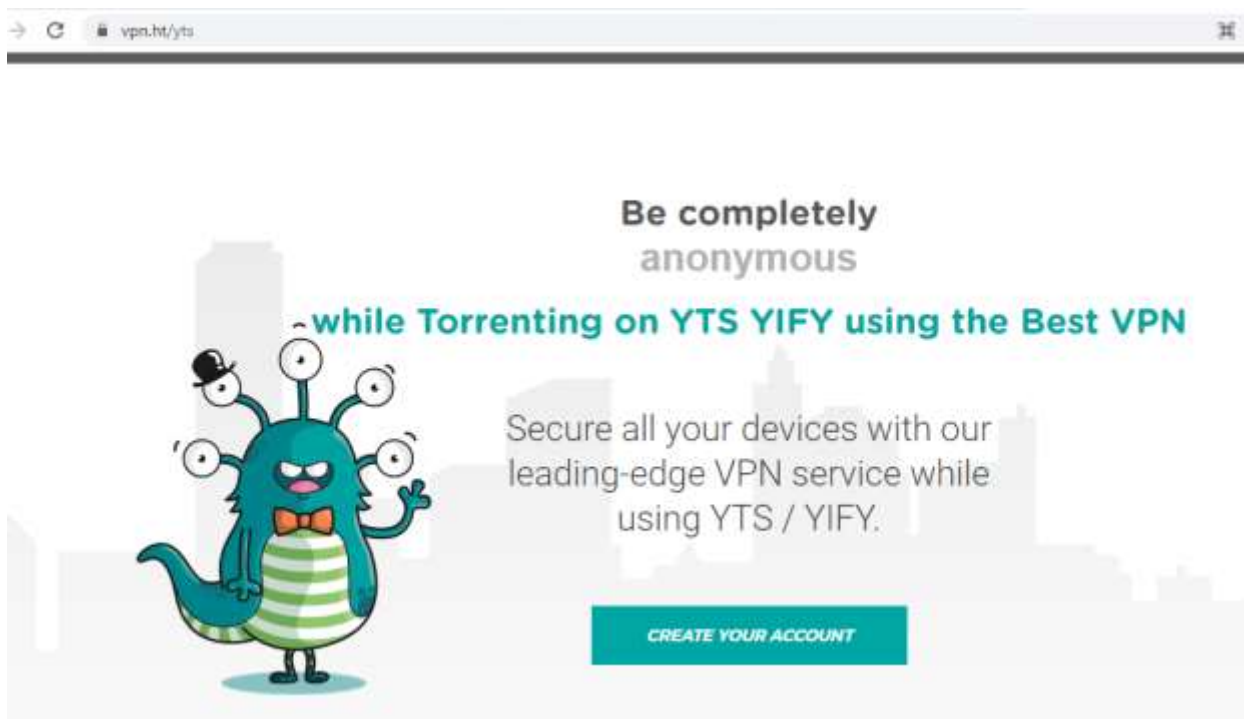 vpn.ht/yts
Be completely
anonymous
while Torrenting on YTS YIFY using the Best VPN
Secure all your devices with our
leading-edge VPN service while
using YTS / YIFY.
CREATE YOUR ACCOUNT